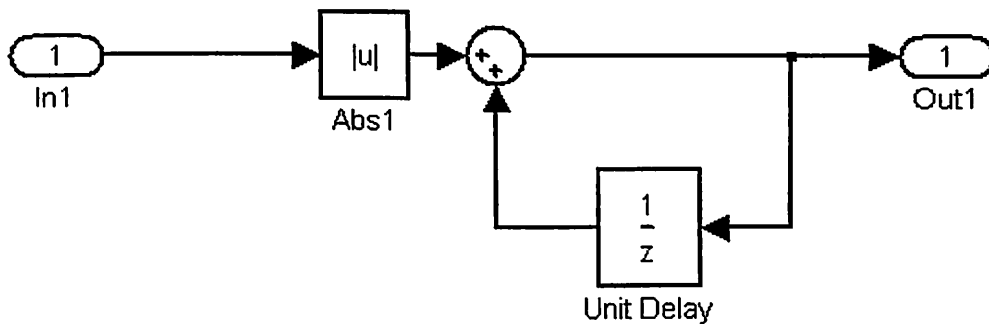 1
In1
|u|
Abs1
+
+
1
Out1
1
z
Unit Delay